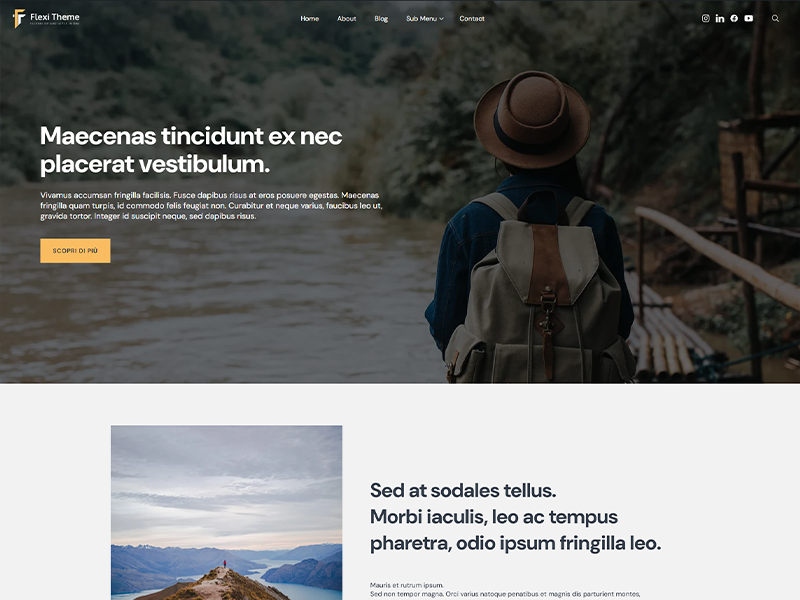 Flexi Theme
Home About Blog Sub Menu Contact
Maecenas tincidunt ex nec
placerat vestibulum.
Vivamus accumsan fringilla facilisis. Fusce dapibus risus at eros posuere egestas. Maecenas
fringilla quam turpis, id commodo felis feugiat non. Curabitur et neque varius, faucibus leo ut,
gravida tortor. Integer id suscipit neque, sed dapibus risus.
SCOPRI DI PIÙ
Sed at sodales tellus.
Morbi iaculis, leo ac tempus
pharetra, odio ipsum fringilla leo.
Mauris et rutrum ipsum.
Sed non tempor magna. Orci varius natoque penatibus et magnis dis parturient montes,